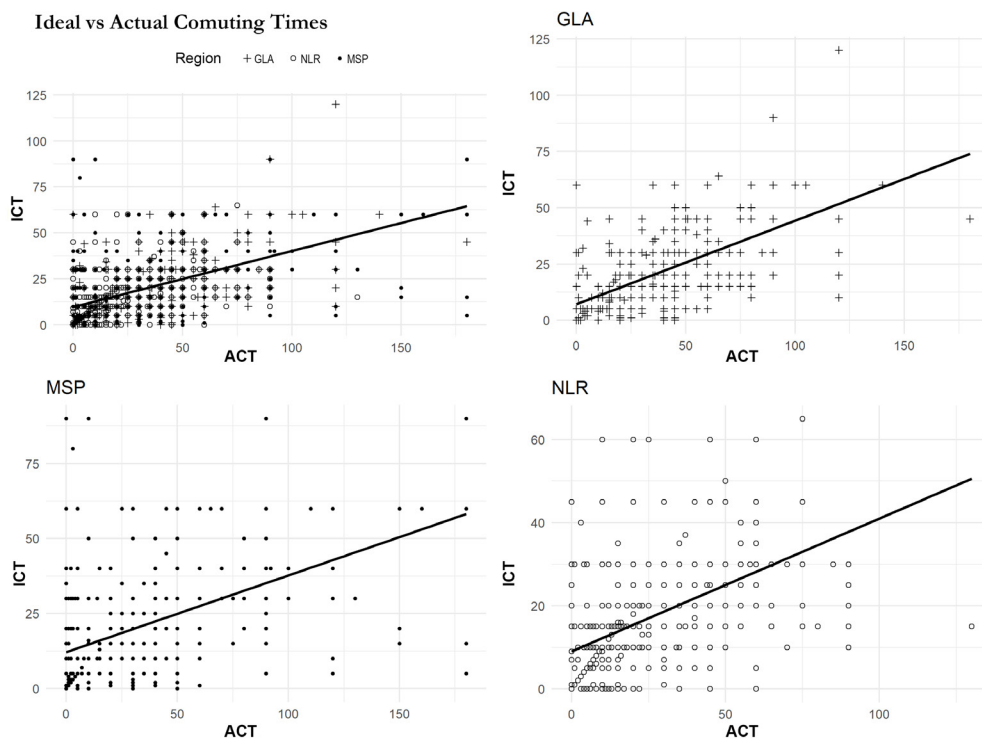 Ideal vs Actual Comuting Times
Region + GLA ○ NLR • MSP
125
100
75
50
25
0
ICT
0 50 100 150
ACT
GLA
125
100
75
50
25
0
ICT
0 50 100 150
ACT
MSP
75
50
25
0
ICT
0 50 100 150
ACT
NLR
60
40
20
0
ICT
0 50 100
ACT